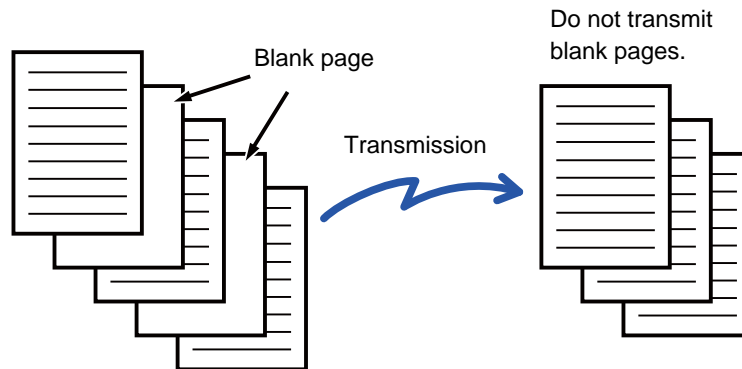 Blank page
Transmission
Do not transmit
blank pages.